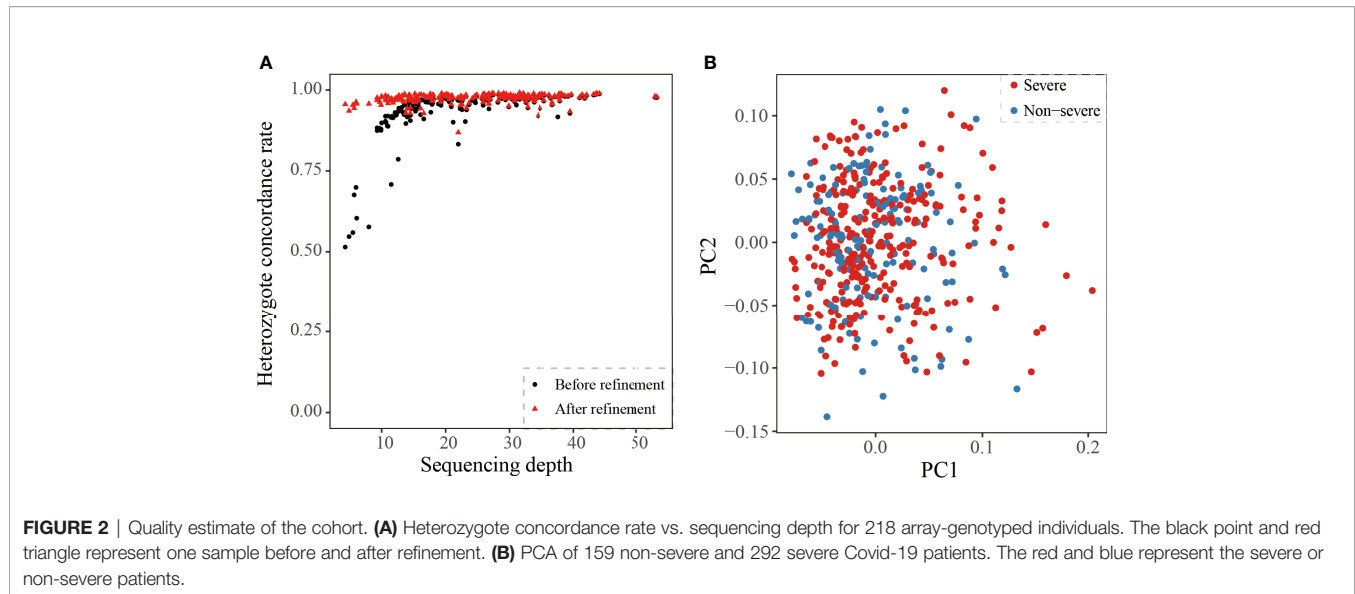 A
B
1.00
0.75
0.50
0.25
0.00
Heterozygote concordance rate
Before refinement
After refinement
10 20 30 40 50
Sequencing depth
Severe
Non−severe
0.10
0.05
0.00
−0.05
−0.10
−0.15
PC2
0.0 0.1 0.2
PC1
FIGURE 2 | Quality estimate of the cohort. (A) Heterozygote concordance rate vs. sequencing depth for 218 array-genotyped individuals. The black point and red
triangle represent one sample before and after refinement. (B) PCA of 159 non-severe and 292 severe Covid-19 patients. The red and blue represent the severe or
non-severe patients.